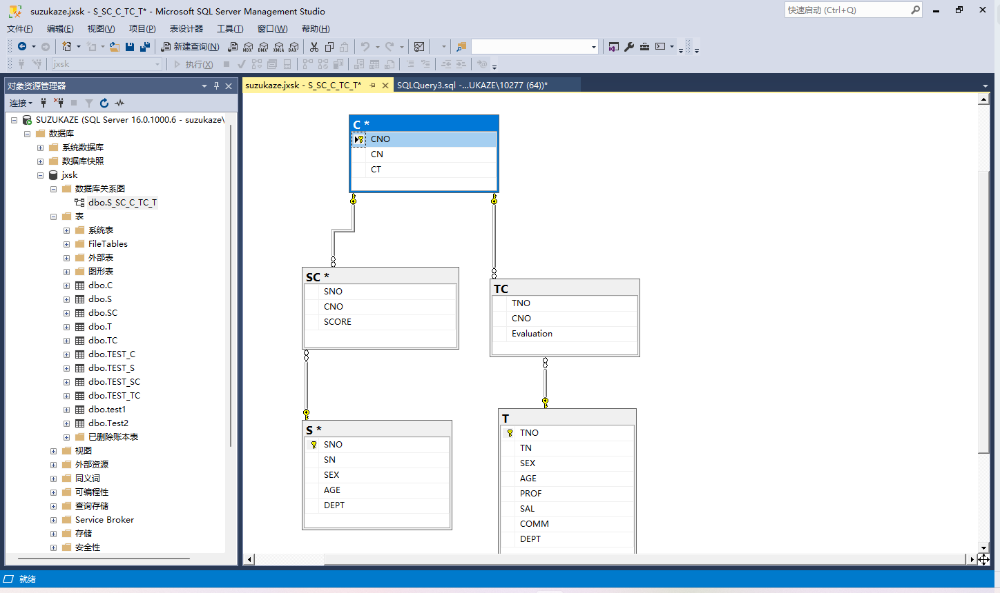 suzukaze.jxsk - S_SC_C_TC_T* - Microsoft SQL Server Management Studio
快速启动 (Ctrl+Q)
文件(F) 编辑(E) 视图(V) 项目(P) 表设计器 工具(T) 窗口(W) 帮助(H)
新建查询(N) MDX DMX XMLA DAX
jxsk 执行(X)
对象资源管理器
suzukaze.jxsk - S_SC_C_TC_T* SQLQuery3.sql -...UKAZE\10277 (64))*
连接
SUZUKAZE (SQL Server 16.0.1000.6 - suzukaze\
数据库
系统数据库
数据库快照
jxsk
数据库关系图
dbo.S_SC_C_TC_T
表
系统表
FileTables
外部表
图形表
dbo.C
dbo.S
dbo.SC
dbo.T
dbo.TC
dbo.TEST_C
dbo.TEST_S
dbo.TEST_SC
dbo.TEST_TC
dbo.test1
dbo.Test2
已删除账本表
视图
外部资源
同义词
可编程性
查询存储
Service Broker
存储
安全性
C *
CNO
CN
CT
SC *
SNO
CNO
SCORE
TC
TNO
CNO
Evaluation
S *
SNO
SN
SEX
AGE
DEPT
T
TNO
TN
SEX
AGE
PROF
SAL
COMM
DEPT
就绪